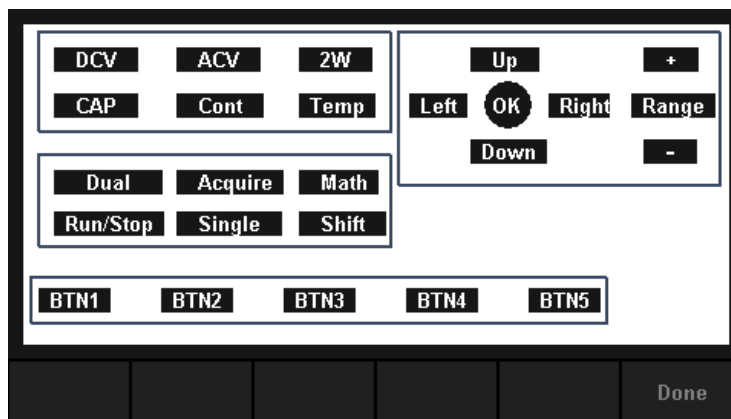 DCV ACV 2W
CAP Cont Temp
Up +
Left OK Right Range
Down -
Dual Acquire Math
Run/Stop Single Shift
BTN1 BTN2 BTN3 BTN4 BTN5
Done